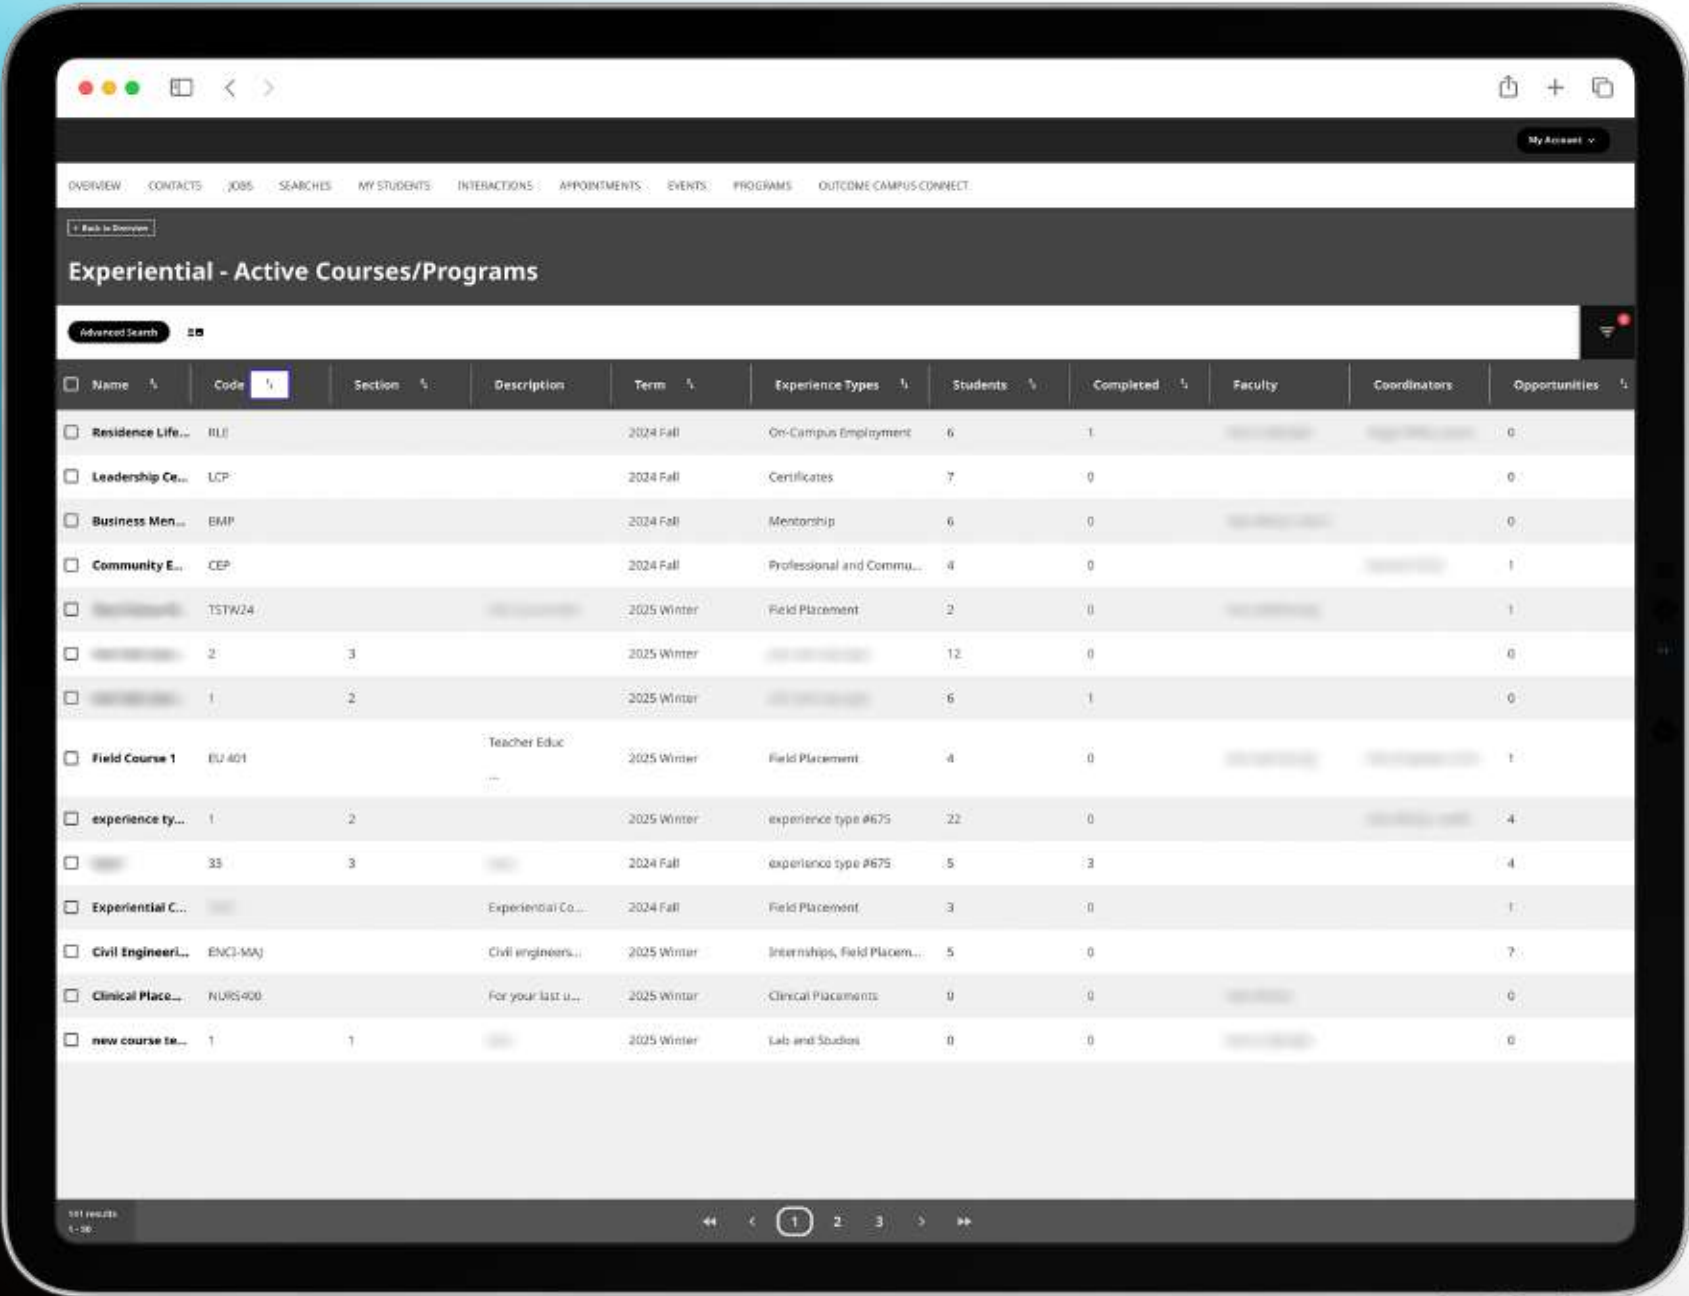 My Account
OVERVIEW CONTACTS JOBS SEARCHES MY STUDENTS INTERACTIONS APPOINTMENTS EVENTS PROGRAMS OUTCOME CAMPUS CONNECT
Back to Overview
Experiential - Active Courses/Programs
Advanced Search
Name Code Section Description Term Experience Types Students Completed Faculty Coordinators Opportunities
Residence Life... RLE 2024 Fall On-Campus Employment 6 1 0
Leadership Ce... LCP 2024 Fall Certificates 7 0 0
Business Men... BMP 2024 Fall Mentorship 6 0 0
Community E... CEP 2024 Fall Professional and Commu... 4 0 1
TSTW24 2025 Winter Field Placement 2 0 1
2 3 2025 Winter 12 0 0
1 2 2025 Winter 6 1 0
Teacher Educ
Field Course 1 EU 401 2025 Winter Field Placement 4 0 1
...
experience ty... 1 2 2025 Winter experience type #675 22 0 4
33 3 2024 Fall experience type #675 5 3 4
Experiential C... Experiential Co... 2024 Fall Field Placement 3 0 1
Civil Engineeri... ENCI-MAJ Civil engineers... 2025 Winter Internships, Field Placem... 5 0
Clinical Place... NURS400 For your last u... 2025 Winter Clinical Placements 0 0 0
new course te... 1 1 2025 Winter Lab and Studios 0 0 0
results
1 2 3